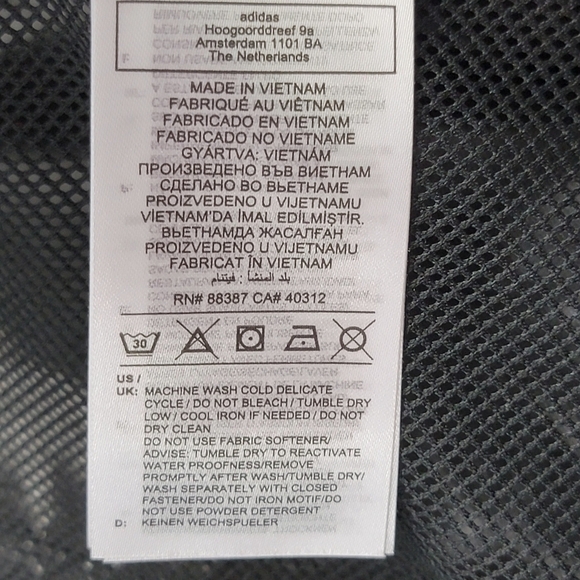 adidas
Hoogoorddreef 9a
Amsterdam 1101 BA
The Netherlands
MADE IN VIETNAM
FABRIQUÉ AU VIÊTNAM
FABRICADO EN VIETNAM
FABRICADO NO VIETNAME
GYÁRTVA: VIETNÁM
ПРОИЗВЕДЕНО ВЪВ ВИЕТНАМ
СДЕЛАНО ВО ВЬЕТНАМЕ
PROIZVEDENO U VIJETNAMU
VİETNAM'DA İMAL EDİLMİŞTİR.
ВЬЕТНАМДА ЖАСАЛҒАН
PROIZVEDENO U VIJETNAMU
FABRICAT ÎN VIETNAM
بلد المنشأ : فيتنام
RN# 88387 CA# 40312
30
US /
UK: MACHINE WASH COLD DELICATE
CYCLE / DO NOT BLEACH / TUMBLE DRY
LOW / COOL IRON IF NEEDED / DO NOT
DRY CLEAN
DO NOT USE FABRIC SOFTENER/
ADVISE: TUMBLE DRY TO REACTIVATE
WATER PROOFNESS/REMOVE
PROMPTLY AFTER WASH/TUMBLE DRY/
WASH SEPARATELY WITH CLOSED
FASTENER/DO NOT IRON MOTIF/DO
NOT USE POWDER DETERGENT
D: KEINEN WEICHSPUELER